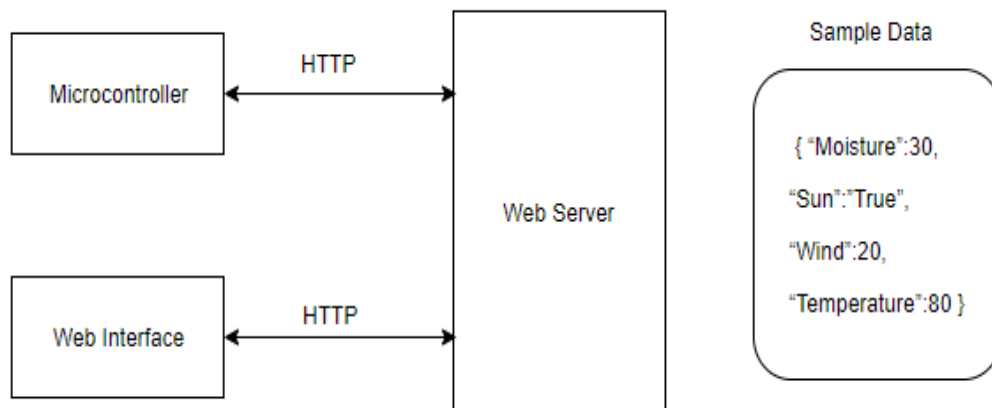 Microcontroller
HTTP
Web Server
Web Interface
HTTP
Sample Data
{ “Moisture”:30,
“Sun”:”True”,
“Wind”:20,
“Temperature”:80 }